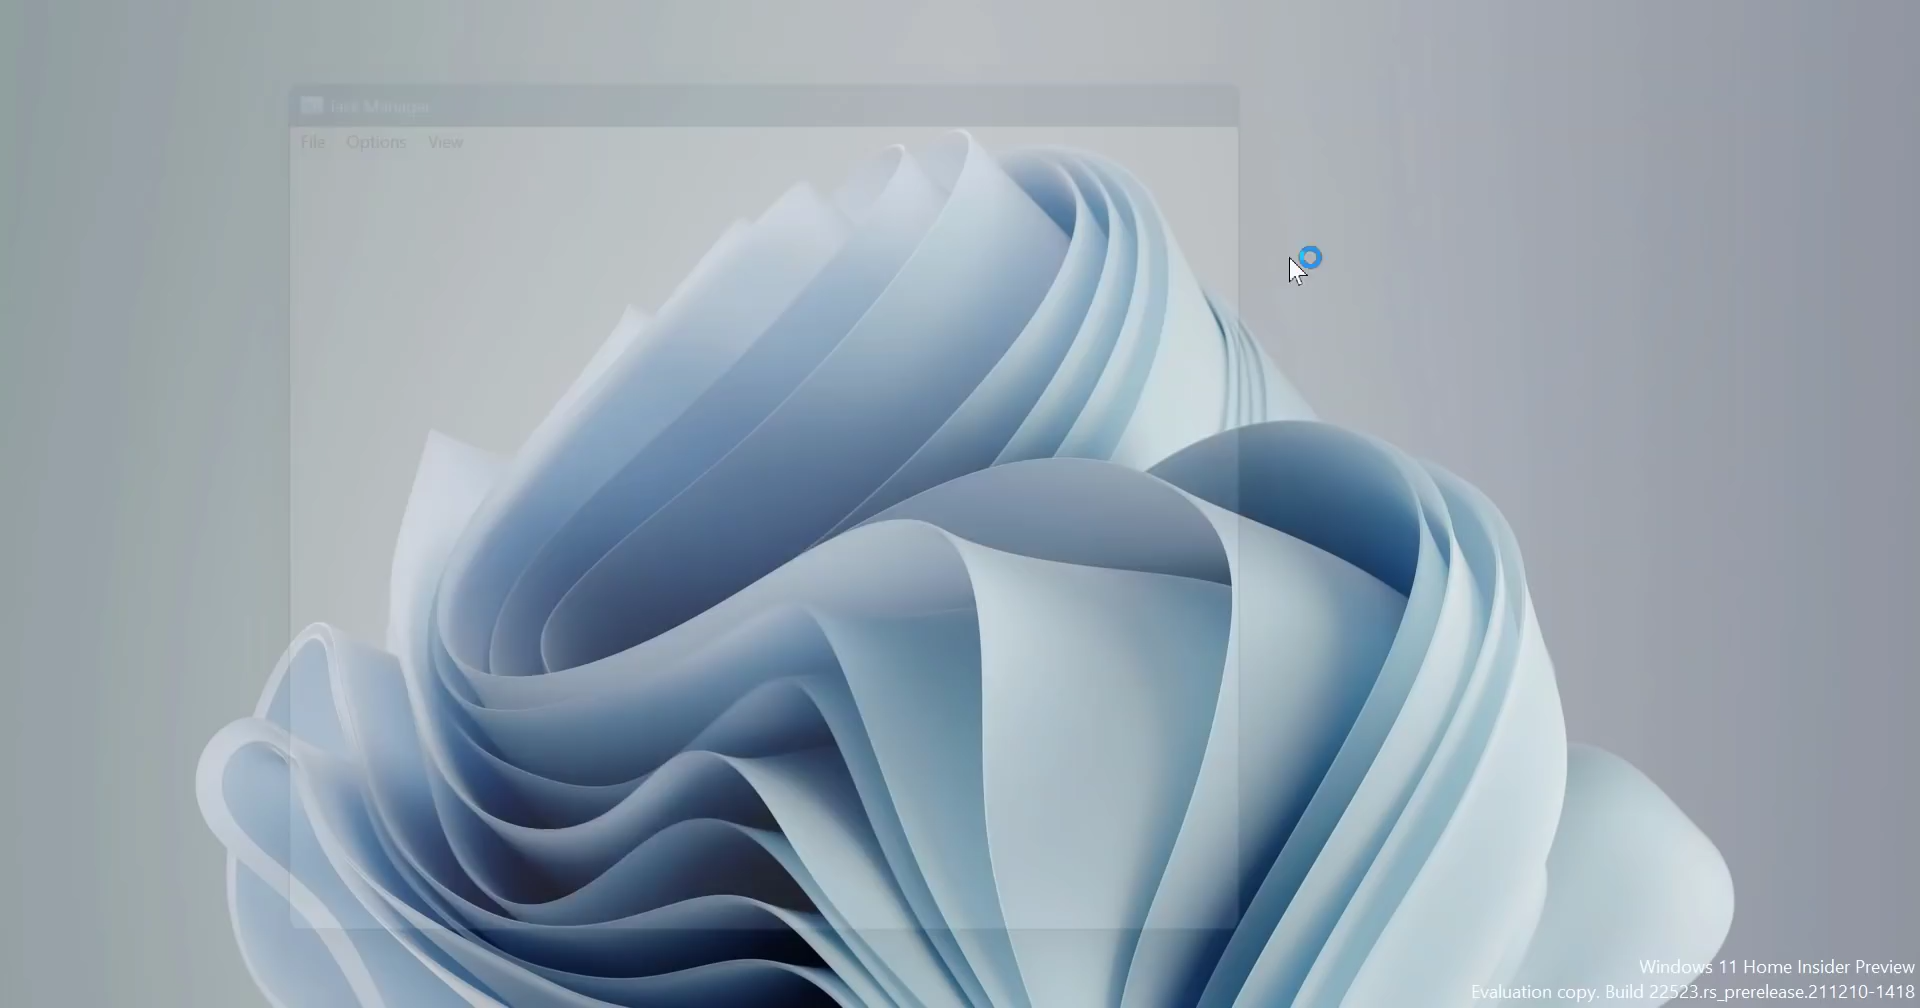 Task Manager
File Options View
Windows 11 Home Insider Preview
Evaluation copy. Build 22523.rs_prerelease.211210-1418